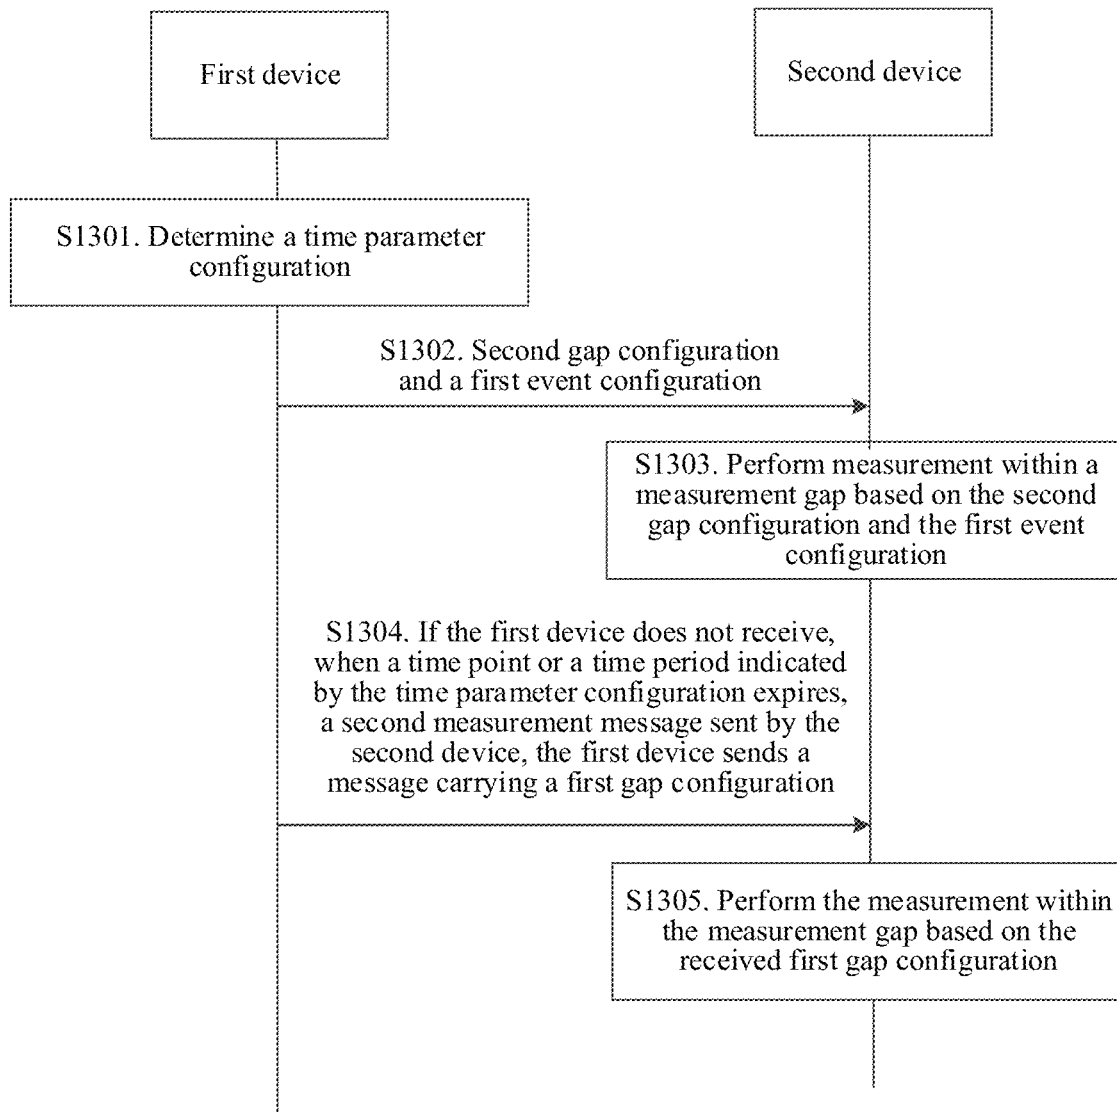 First device
Second device
S1301. Determine a time parameter
configuration
S1302. Second gap configuration
and a first event configuration
S1303. Perform measurement within a
measurement gap based on the second
gap configuration and the first event
configuration
S1304. If the first device does not receive,
when a time point or a time period indicated
by the time parameter configuration expires,
a second measurement message sent by the
second device, the first device sends a
message carrying a first gap configuration
S1305. Perform the measurement within
the measurement gap based on the
received first gap configuration